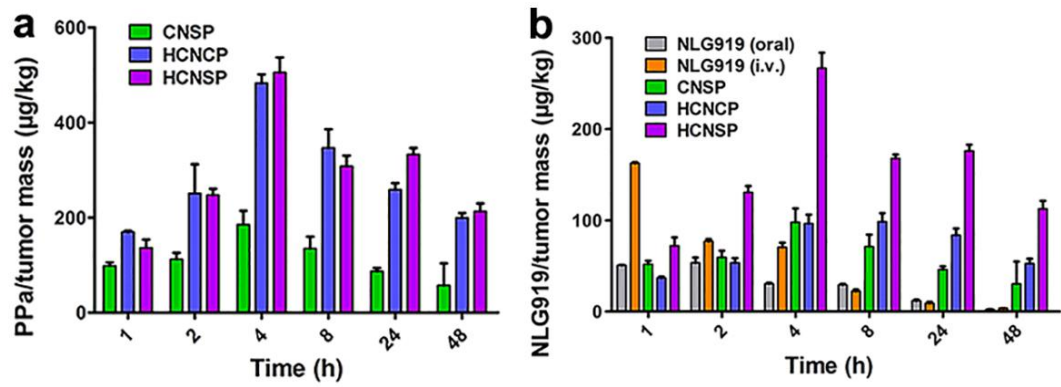 a
PPa/tumor mass (µg/kg)
600
400
200
0
CNSP
HCNCP
HCNSP
1 2 4 8 24 48
Time (h)
b
NLG919/tumor mass (µg/kg)
300
200
100
0
NLG919 (oral)
NLG919 (i.v.)
CNSP
HCNCP
HCNSP
1 2 4 8 24 48
Time (h)